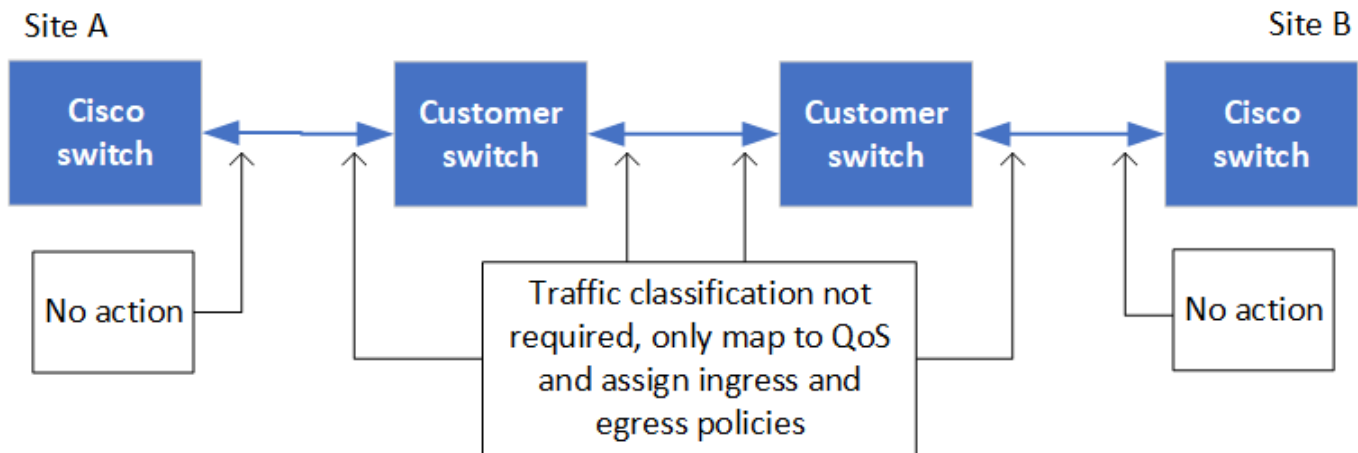 Site A
Site B
Cisco
switch
Customer
switch
Customer
switch
Cisco
switch
No action
Traffic classification not
required, only map to QoS
and assign ingress and
egress policies
No action